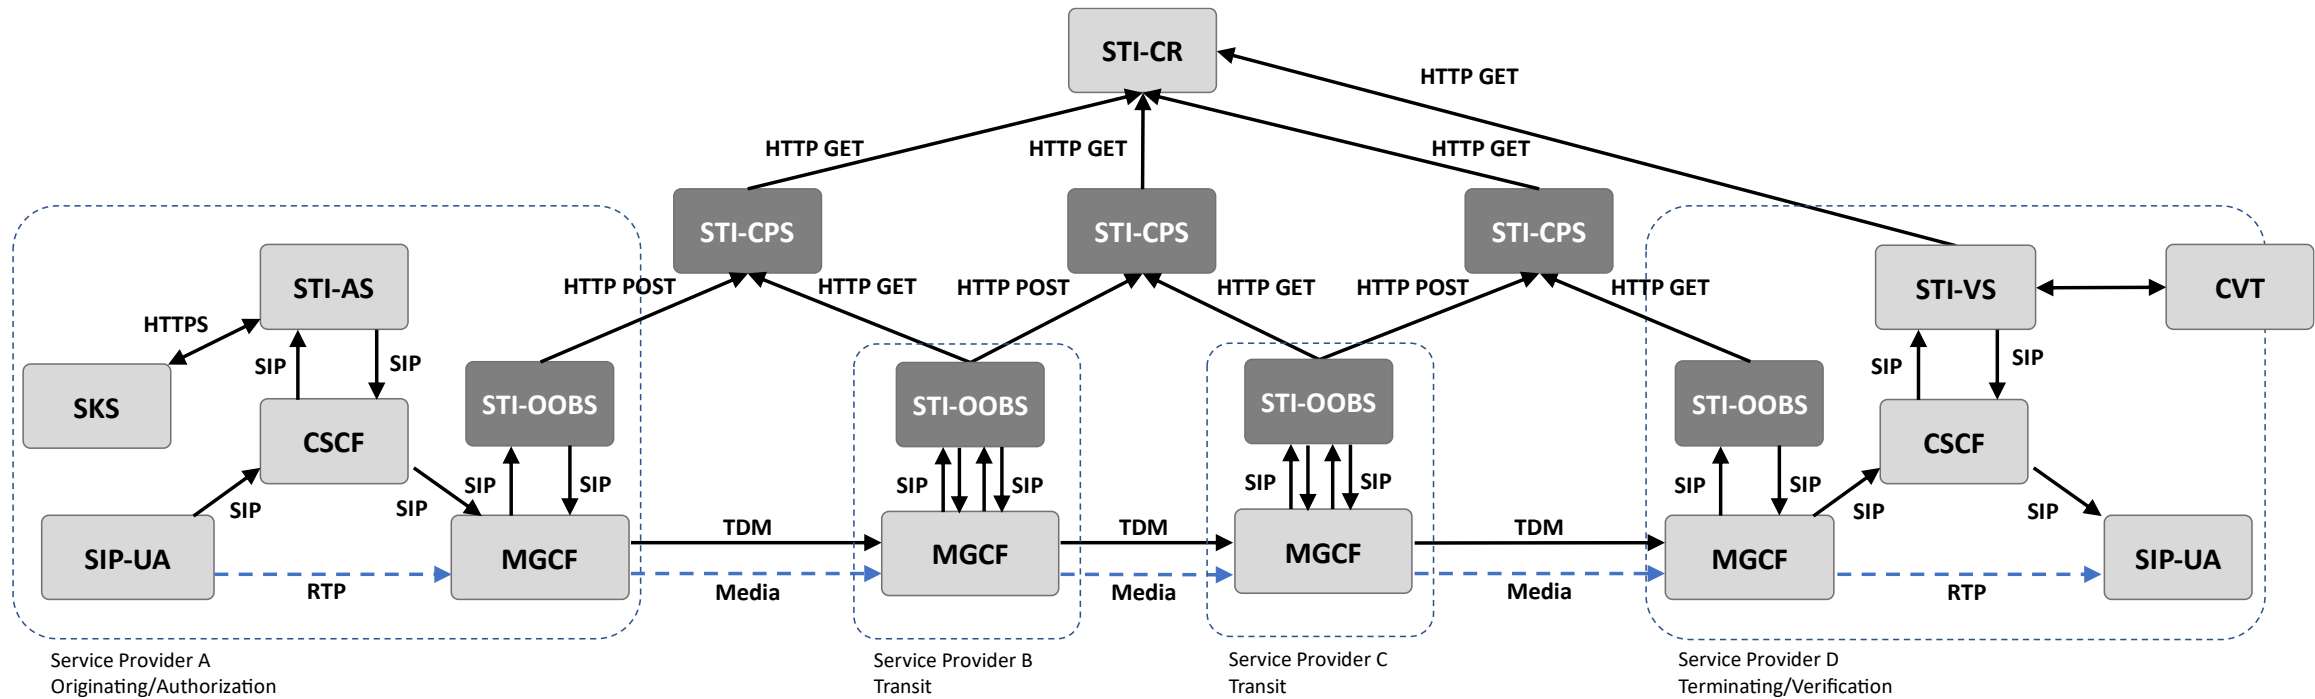 STI-CR
HTTP GET
HTTP GET
HTTP GET
HTTP GET
STI-CPS
STI-CPS
STI-CPS
HTTP POST
HTTP GET
HTTP POST
HTTP GET
HTTP POST
HTTP GET
STI-AS
HTTPS
SIP
SIP
SKS
CSCF
STI-OOBS
SIP
SIP
SIP
SIP
SIP-UA
MGCF
RTP
TDM
Media
STI-OOBS
SIP
SIP
MGCF
TDM
Media
STI-OOBS
SIP
SIP
MGCF
TDM
Media
STI-VS
CVT
SIP
SIP
STI-OOBS
CSCF
SIP
SIP
SIP
SIP
MGCF
SIP-UA
RTP
Service Provider A
Originating/Authorization
Service Provider B
Transit
Service Provider C
Transit
Service Provider D
Terminating/Verification